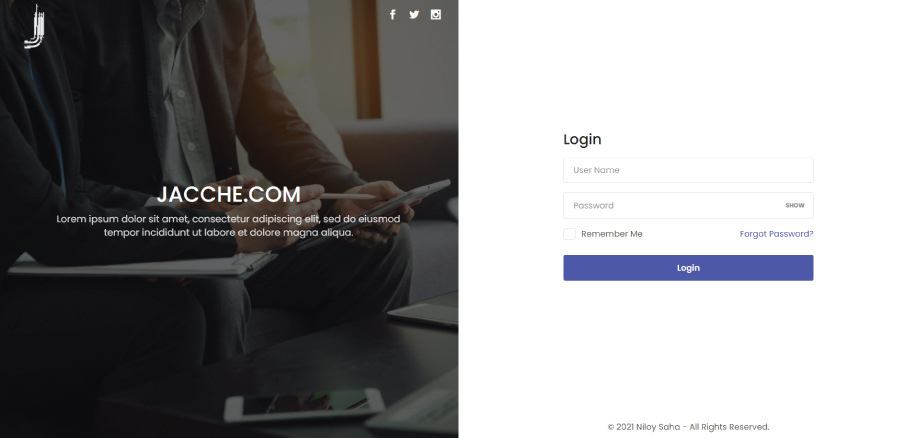 JACCHE.COM
Lorem ipsum dolor sit amet, consectetur adipiscing elit, sed do eiusmod
tempor incididunt ut labore et dolore magna aliqua.
Login
User Name
Password SHOW
Remember Me Forgot Password?
Login
© 2021 Niloy Saha - All Rights Reserved.